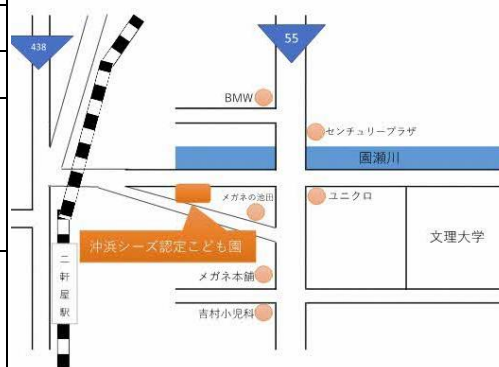 438
55
BMW
センチュリープラザ
園瀬川
メガネの池田
ユニクロ
文理大学
沖浜シーズ認定こども園
二軒屋駅
メガネ本舗
吉村小児科